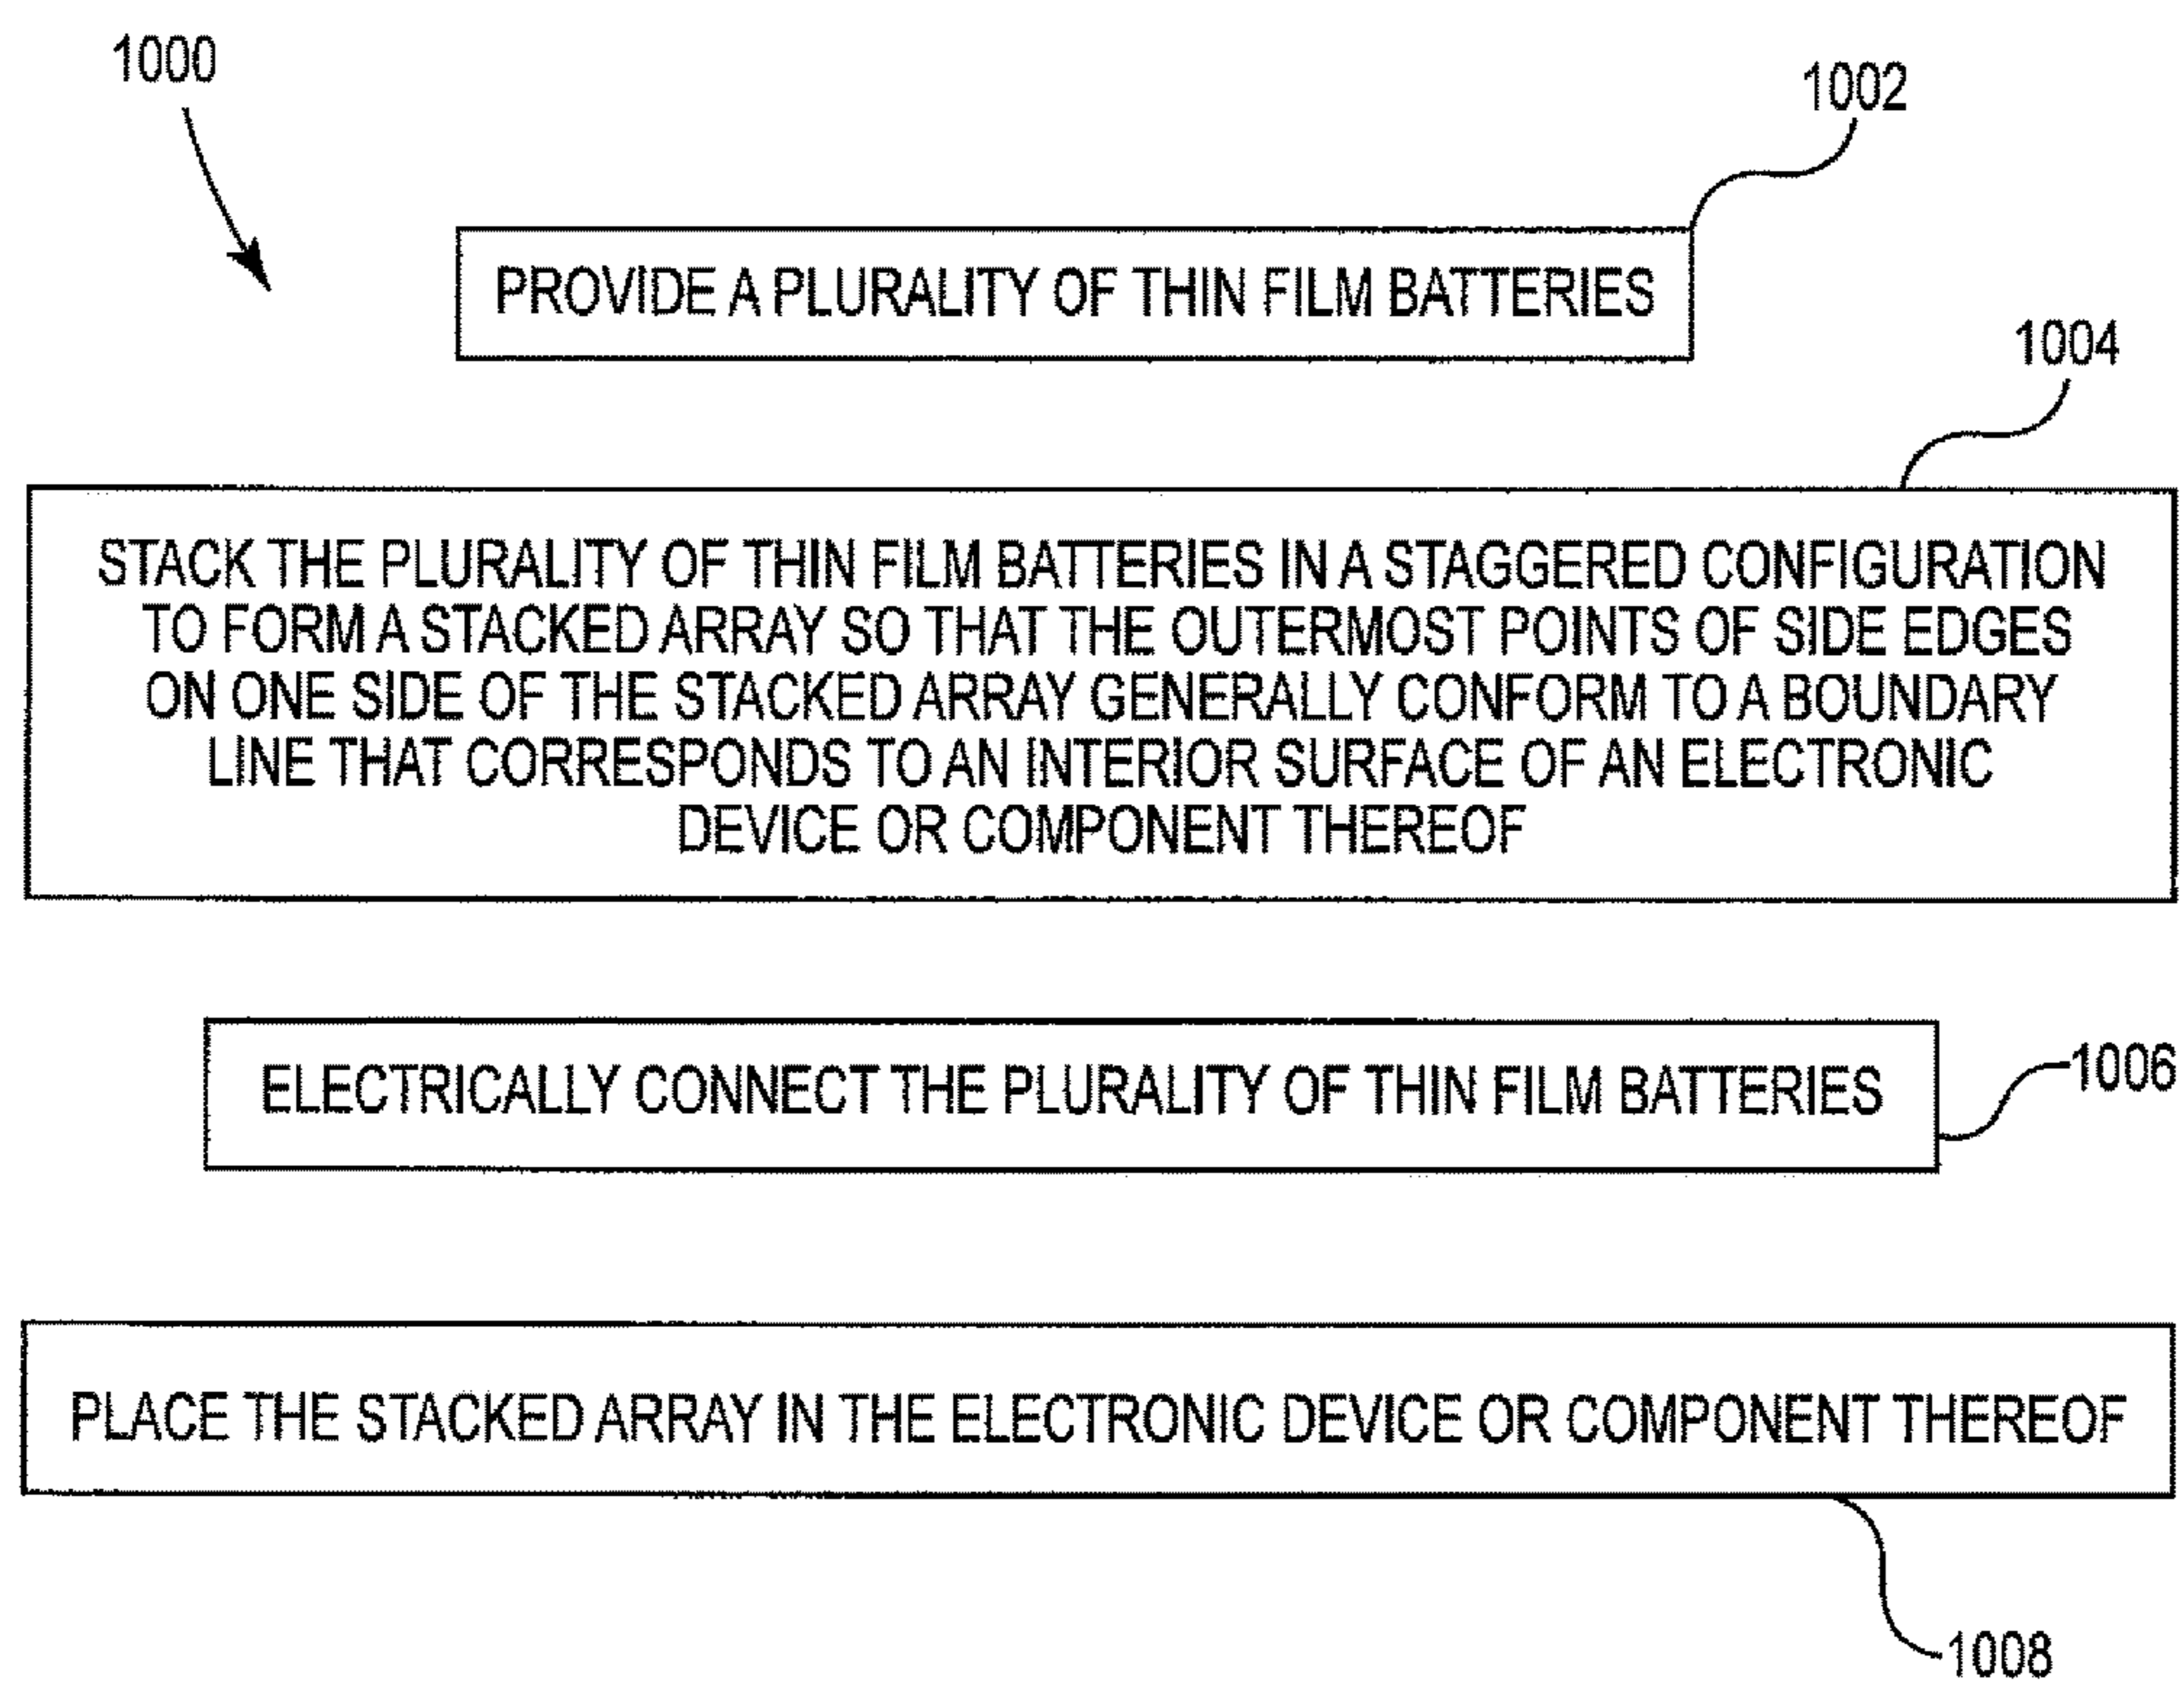 1000
1002
PROVIDE A PLURALITY OF THIN FILM BATTERIES
1004
STACK THE PLURALITY OF THIN FILM BATTERIES IN A STAGGERED CONFIGURATION
TO FORM A STACKED ARRAY SO THAT THE OUTERMOST POINTS OF SIDE EDGES
ON ONE SIDE OF THE STACKED ARRAY GENERALLY CONFORM TO A BOUNDARY
LINE THAT CORRESPONDS TO AN INTERIOR SURFACE OF AN ELECTRONIC
DEVICE OR COMPONENT THEREOF
ELECTRICALLY CONNECT THE PLURALITY OF THIN FILM BATTERIES
1006
PLACE THE STACKED ARRAY IN THE ELECTRONIC DEVICE OR COMPONENT THEREOF
1008